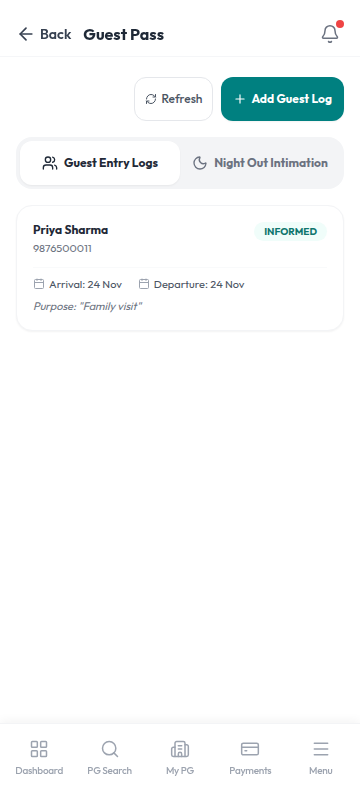 Back Guest Pass
Refresh
Add Guest Log
Guest Entry Logs
Night Out Intimation
Priya Sharma
INFORMED
9876500011
Arrival: 24 Nov
Departure: 24 Nov
Purpose: "Family visit"
Dashboard
PG Search
My PG
Payments
Menu